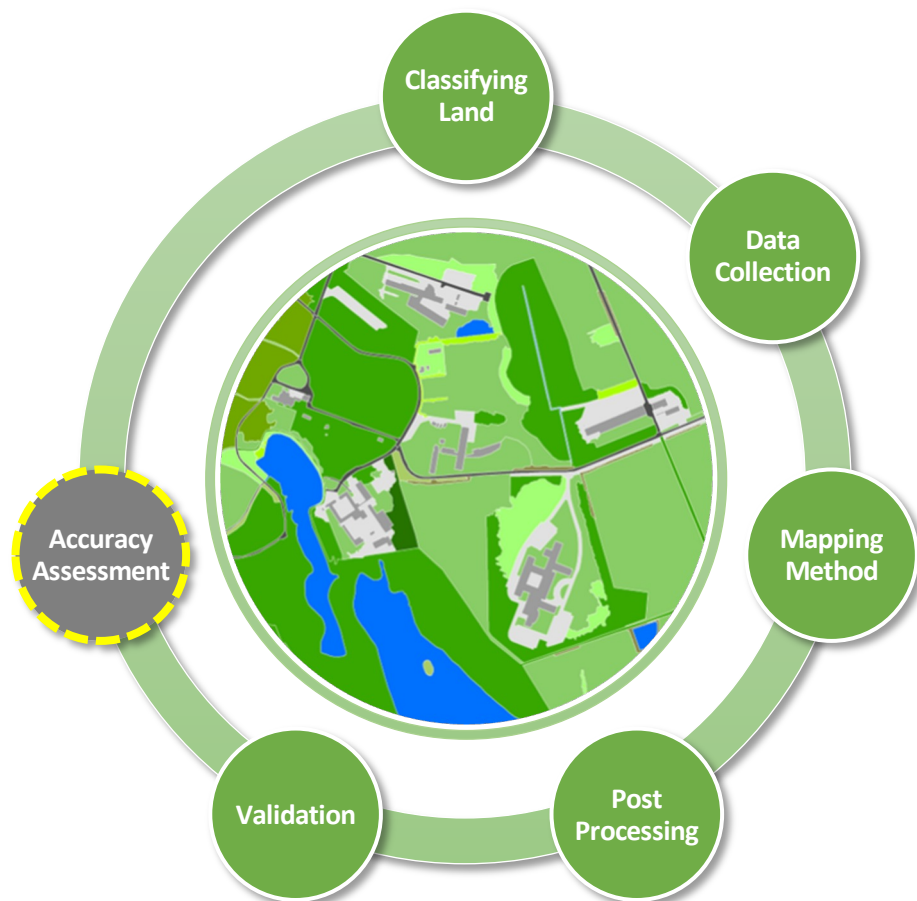 Classifying
Land
Data
Collection
Mapping
Method
Post
Processing
Validation
Accuracy
Assessment